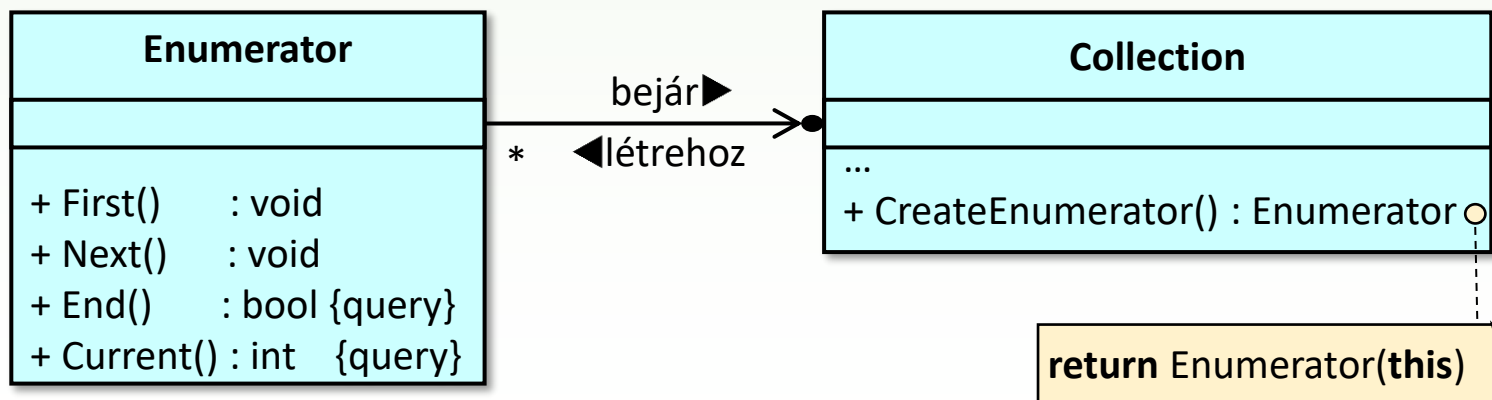 Enumerator
+ First() : void
+ Next() : void
+ End() : bool {query}
+ Current() : int {query}
bejár▶
* ◀létrehoz
Collection
...
+ CreateEnumerator() : Enumerator
return Enumerator(this)